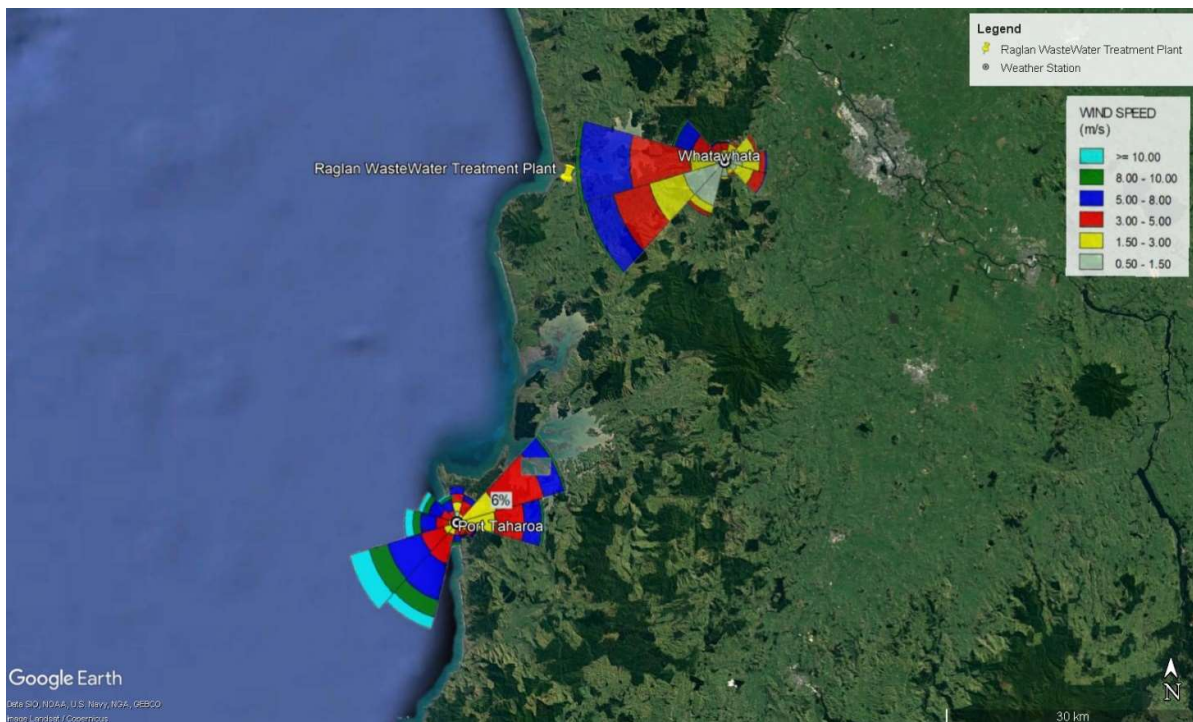 Legend
Raglan WasteWater Treatment Plant
Weather Station
WIND SPEED
(m/s)
>= 10.00
8.00 - 10.00
5.00 - 8.00
3.00 - 5.00
1.50 - 3.00
0.50 - 1.50
Whatawhata
Raglan WasteWater Treatment Plant
6%
Port Taharoa
Google Earth
Data SIO, NOAA, U.S. Navy, NGA, GEBCO
Image Landsat / Copernicus
N
30 km